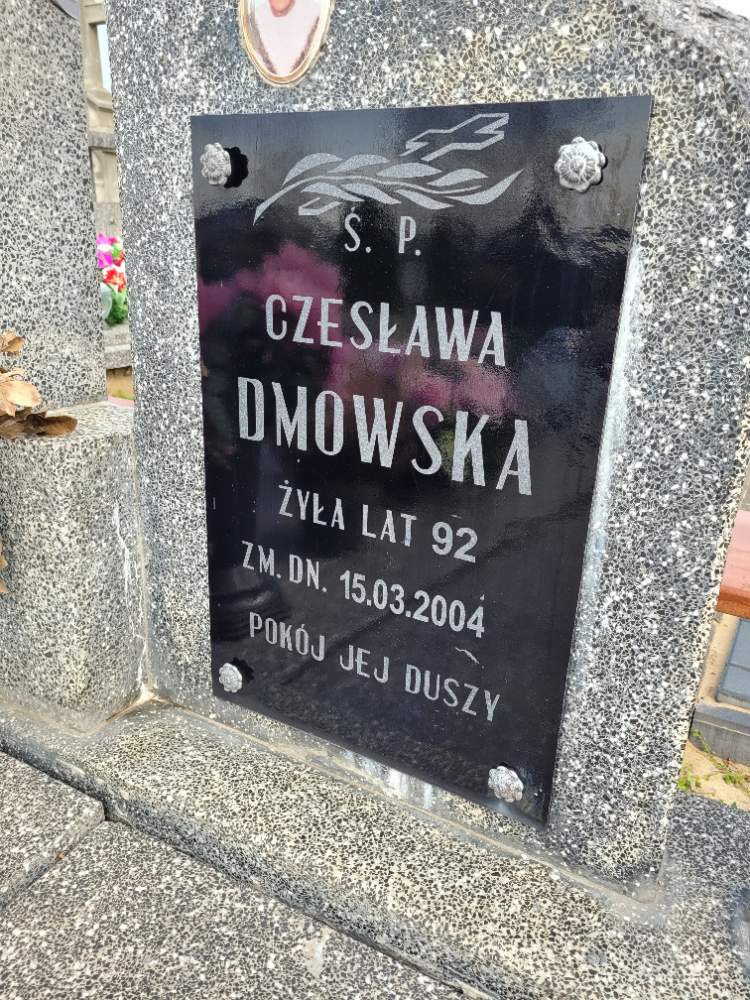 Ś. P.
CZESŁAWA
DMOWSKA
ŻYŁA LAT 92
ZM. DN. 15.03.2004
POKÓJ JEJ DUSZY